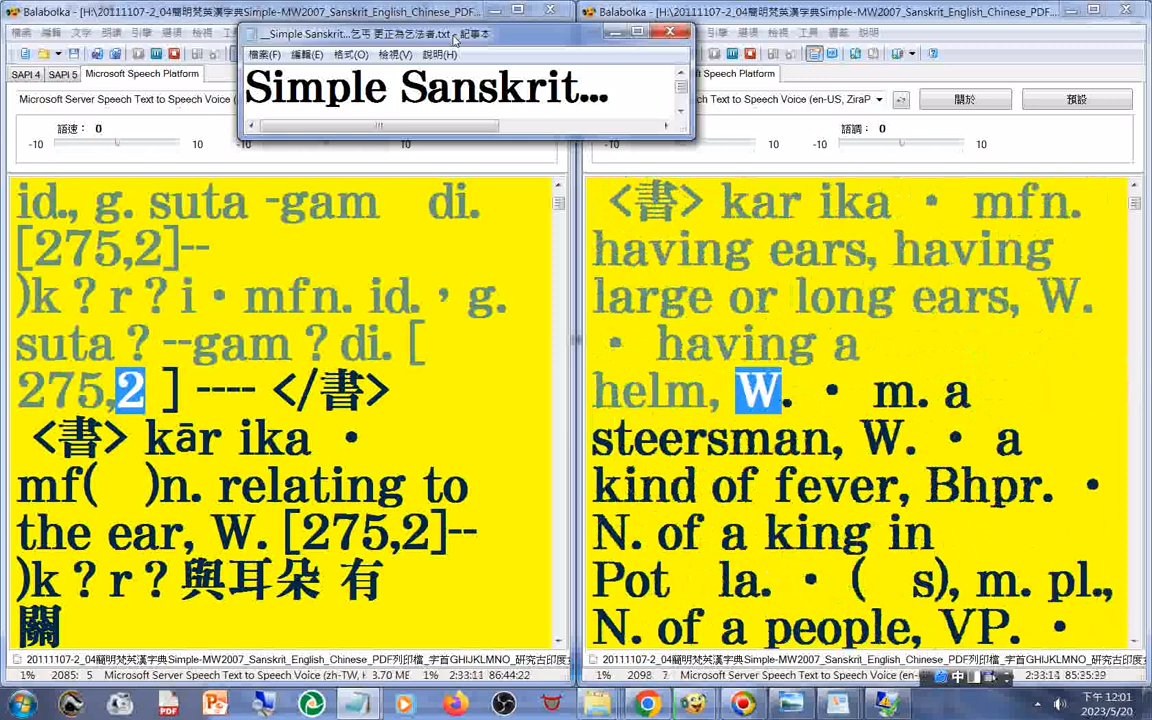 Balabolka - [H:\20111107-2_04簡明梵英漢字典Simple-MW2007_Sanskrit_English_Chinese_PDF...
Balabolka - [H:\20111107-2_04簡明梵英漢字典Simple-MW2007_Sanskrit_English_Chinese_PDF...
__Simple Sanskrit...乞丐 更正為乞法者.txt - 記事本
檔案(F) 編輯(E) 格式(O) 檢視(V) 說明(H)
Simple Sanskrit...
SAPI 4 SAPI 5 Microsoft Speech Platform
t Speech Platform
Microsoft Server Speech Text to Speech Voice (
ch Text to Speech Voice (en-US, ZiraP
關於
預設
語速： 0
語調： 0
-10 10 -10 10
-10 10 -10 10
id., g. suta -gam di.
[275,2]--
)k ? r ? i • mfn. id. , g.
suta ? --gam ? di. [
275,2 ] ---- </書>
<書> kār ika •
mf( )n. relating to
the ear, W. [275,2]--
)k ? r ? 與耳朵 有
關
<書> kar ika • mfn.
having ears, having
large or long ears, W.
• having a
helm, W. • m. a
steersman, W. • a
kind of fever, Bhpr. •
N. of a king in
Pot la. • ( s), m. pl.,
N. of a people, VP. •
20111107-2_04簡明梵英漢字典Simple-MW2007_Sanskrit_English_Chinese_PDF列印檔_字首GHIJKLMNO_研究古印度
20111107-2_04簡明梵英漢字典Simple-MW2007_Sanskrit_English_Chinese_PDF列印檔_字首GHIJKLMNO_研究古印度
1% 2085: 5 Microsoft Server Speech Text to Speech Voice (zh-TW, 3.70 ME 1% 2:33:11 86:44:22
1% 2098 7 Microsoft Server Speech Text to Speech 2:33:14 85:35:39
中
下午 12:01
2023/5/20